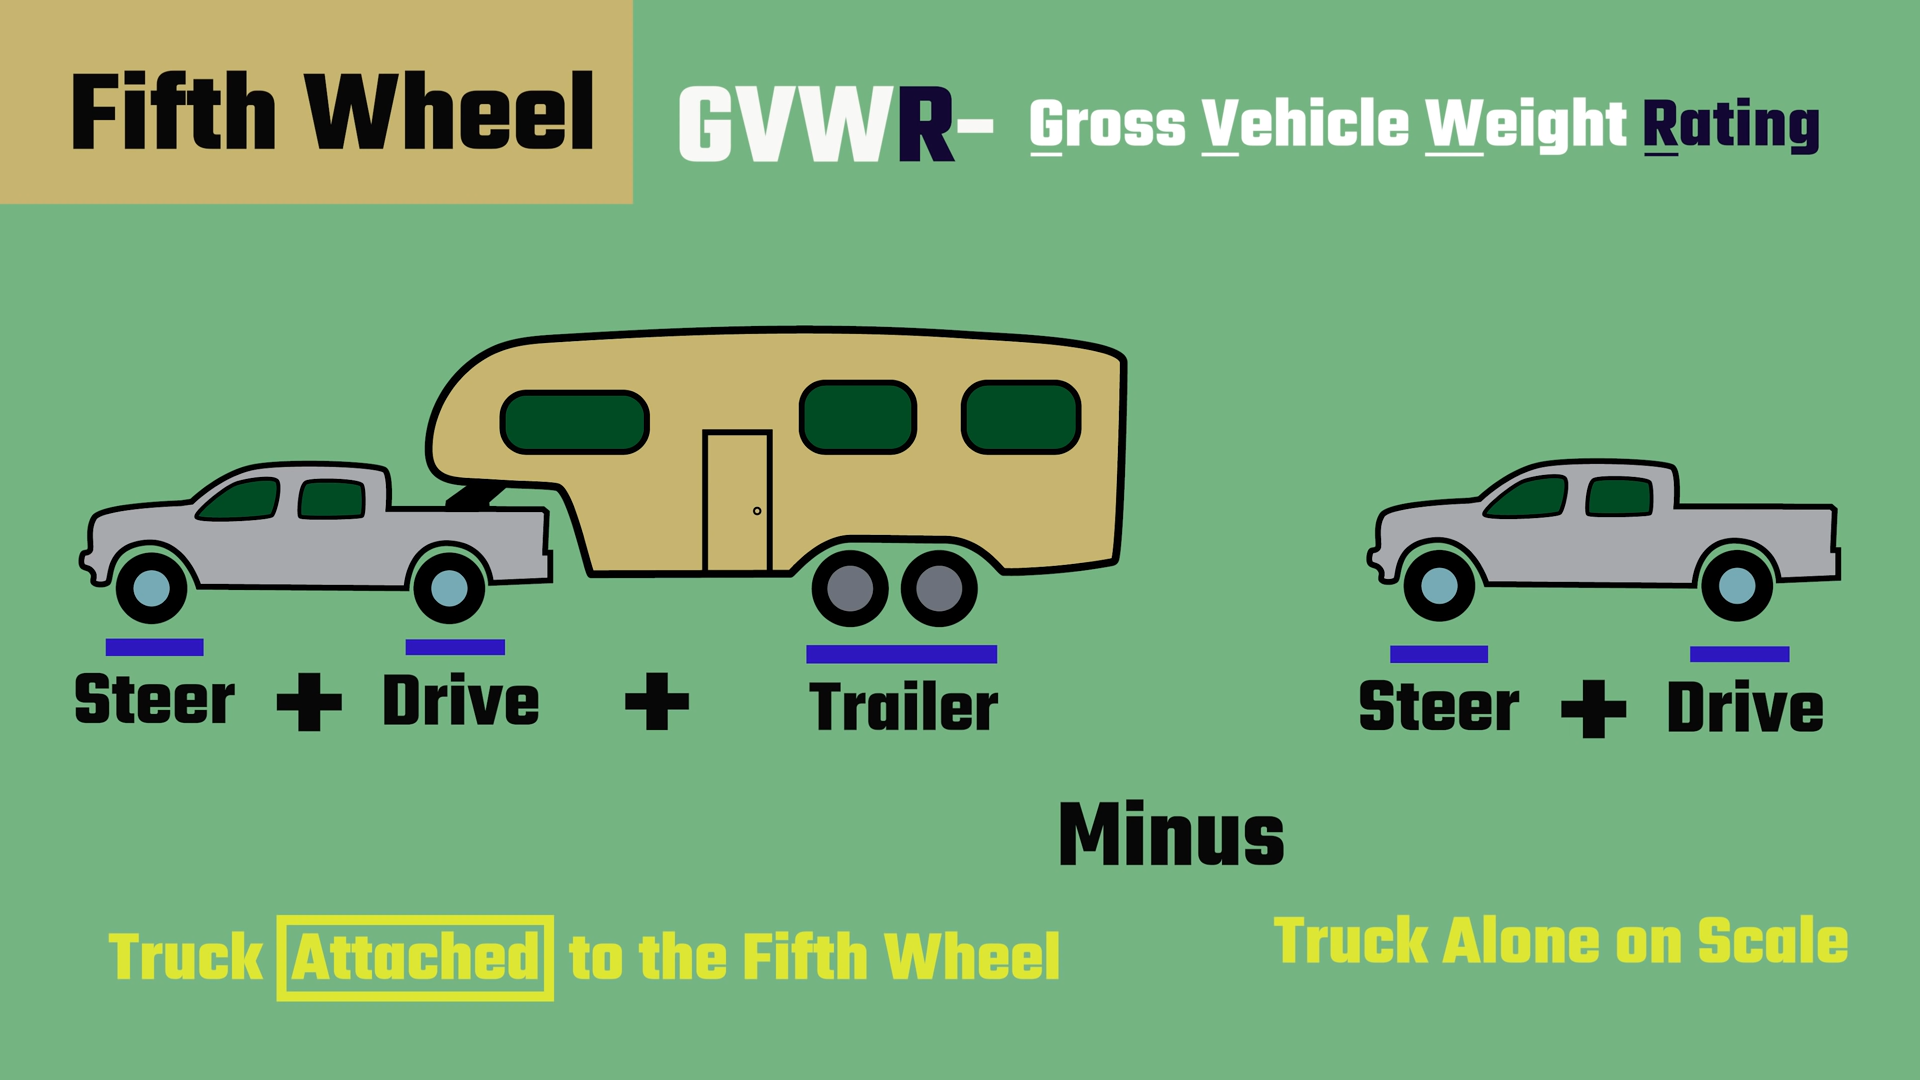 Fifth Wheel
GVWR- Gross Vehicle Weight Rating
Steer + Drive + Trailer
Steer + Drive
Minus
Truck Attached to the Fifth Wheel
Truck Alone on Scale